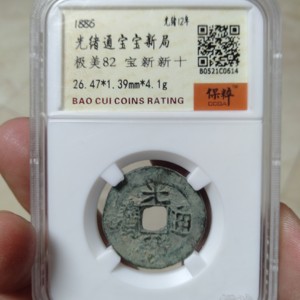 1886 光绪12年
光绪通宝宝新局
极美82 宝新新十
26.47*1.39mm*4.1g
B0521C0614
保粹
BAO CUI COINS RATING
光
通